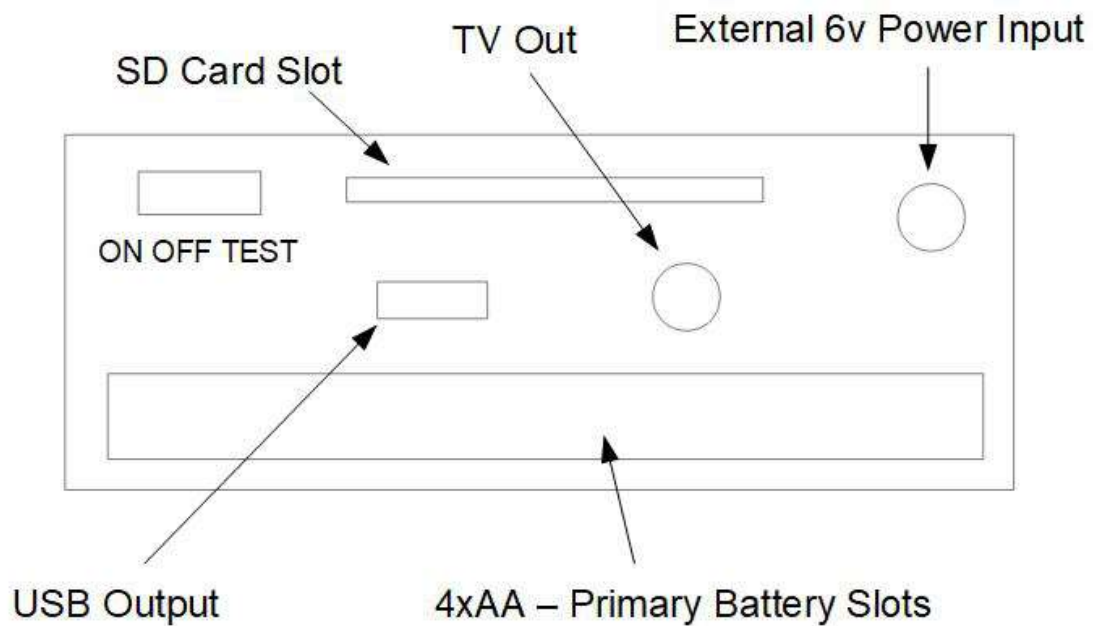 External 6v Power Input
TV Out
SD Card Slot
ON OFF TEST
USB Output
4xAA – Primary Battery Slots